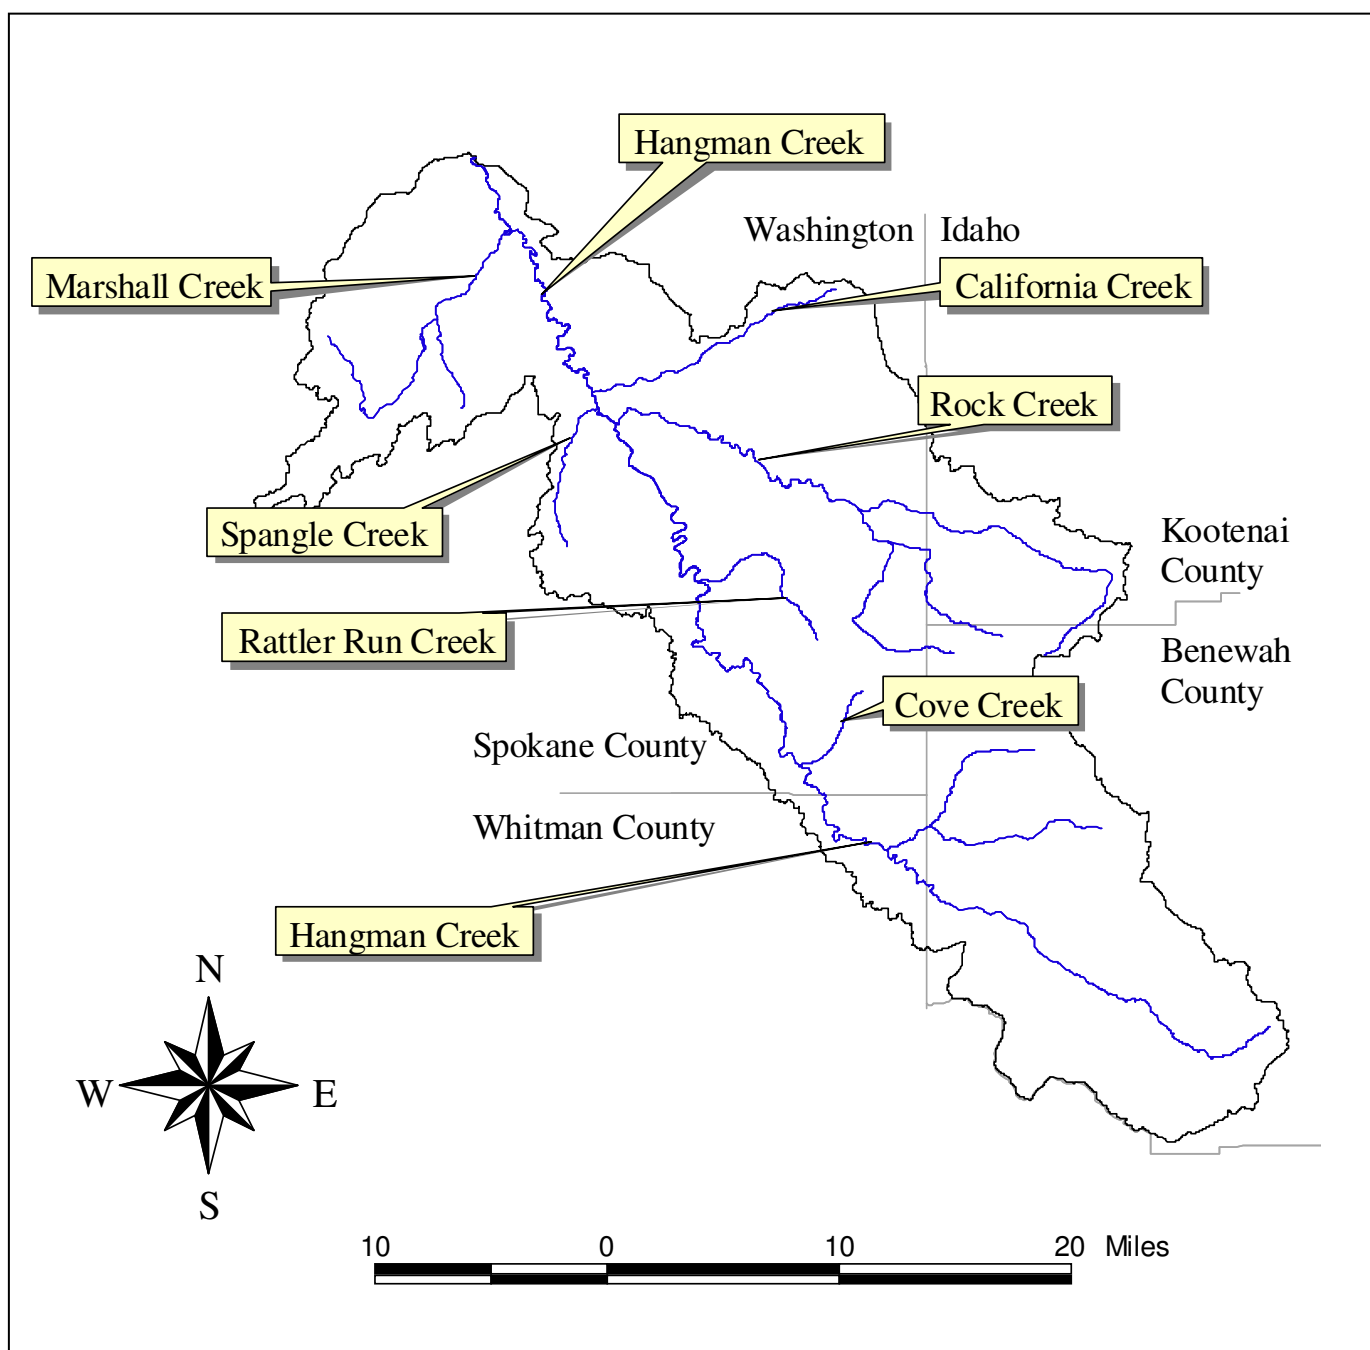 Hangman Creek
Washington
Idaho
Marshall Creek
California Creek
Rock Creek
Spangle Creek
Kootenai
County
Rattler Run Creek
Benewah
County
Cove Creek
Spokane County
Whitman County
Hangman Creek
N
W
E
S
10
0
10
20
Miles